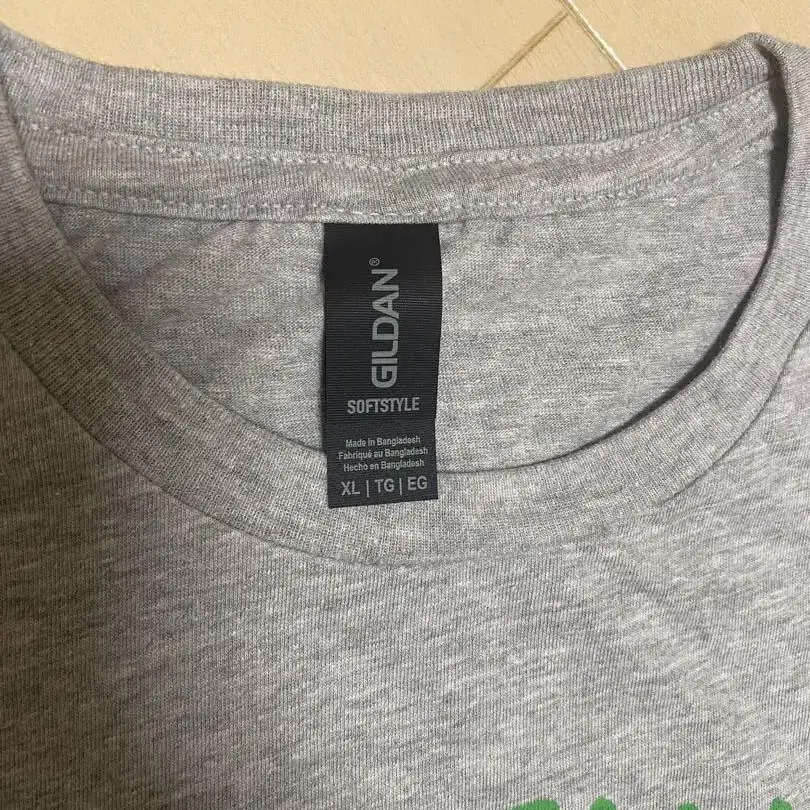 GILDAN®
SOFTSTYLE
Made in Bangladesh
Fabriqué au Bangladesh
Hecho en Bangladesh
XL | TG | EG